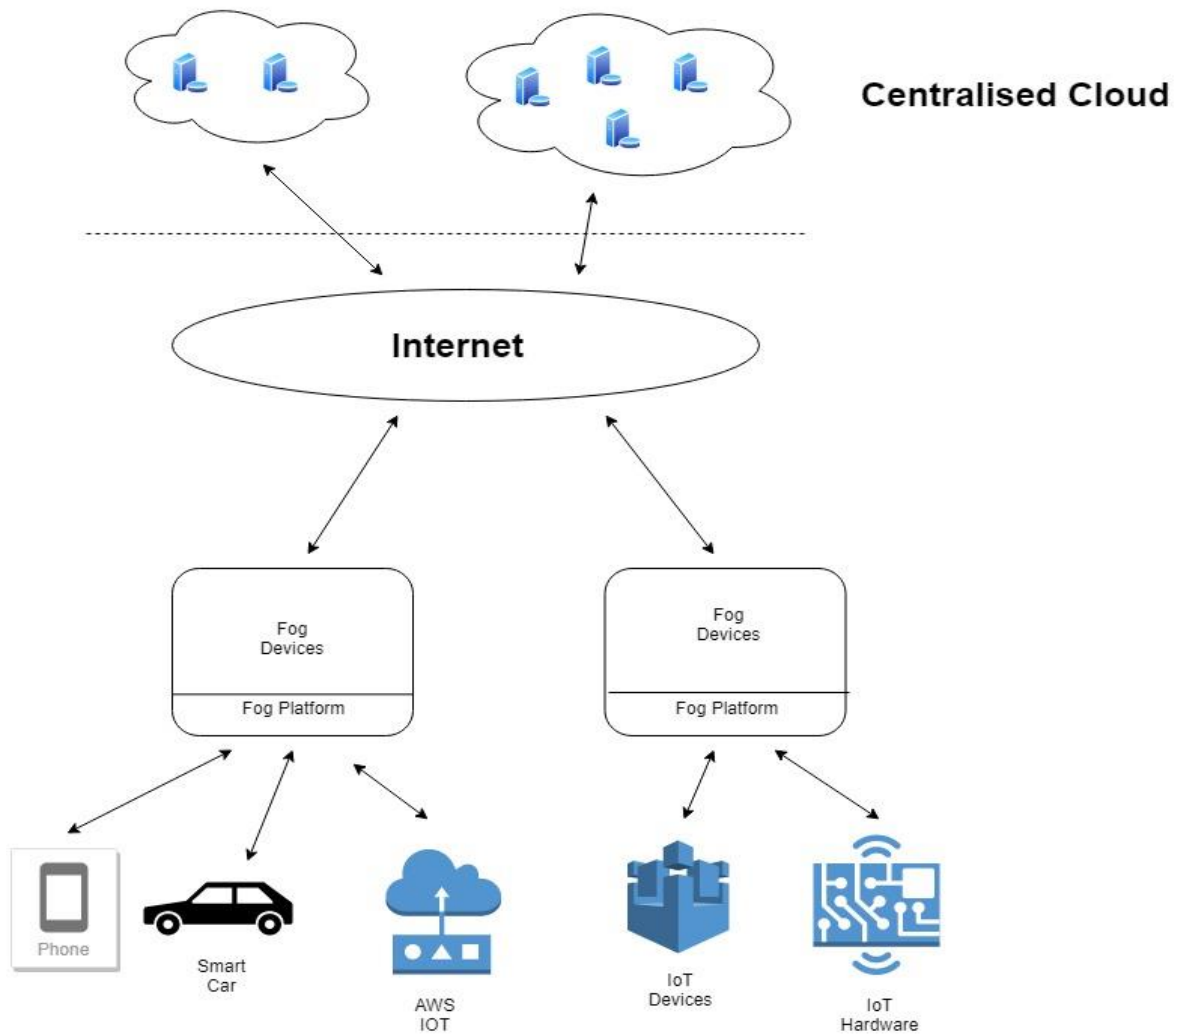 Centralised Cloud
Internet
Fog
Devices
Fog Platform
Fog
Devices
Fog Platform
Phone
Smart
Car
AWS
IOT
IoT
Devices
IoT
Hardware